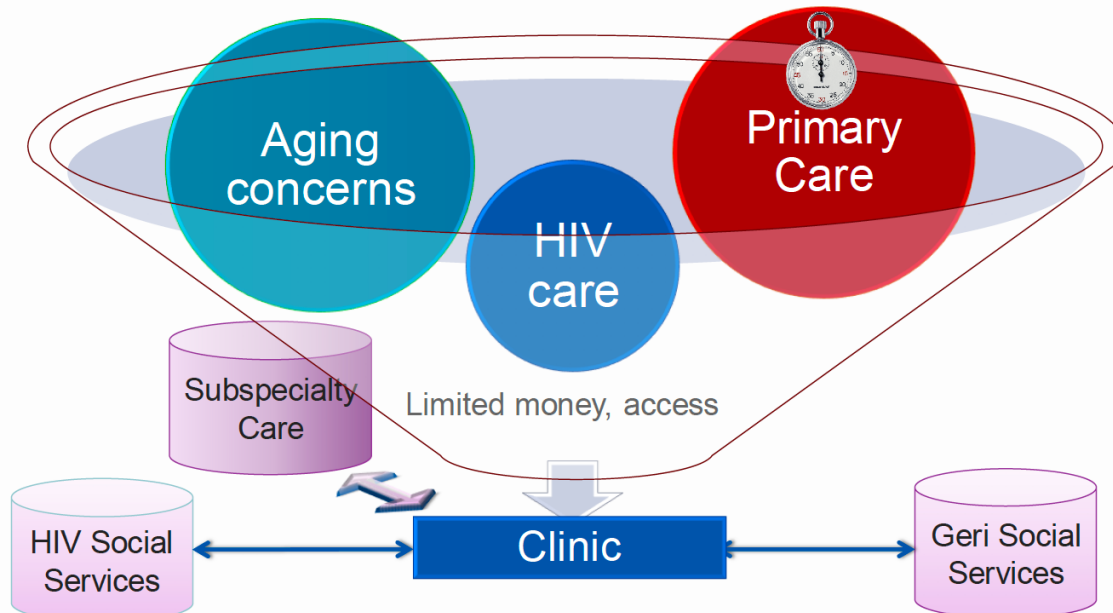 Aging
concerns
Primary
Care
HIV
care
Subspecialty
Care
Limited money, access
HIV Social
Services
Clinic
Geri Social
Services